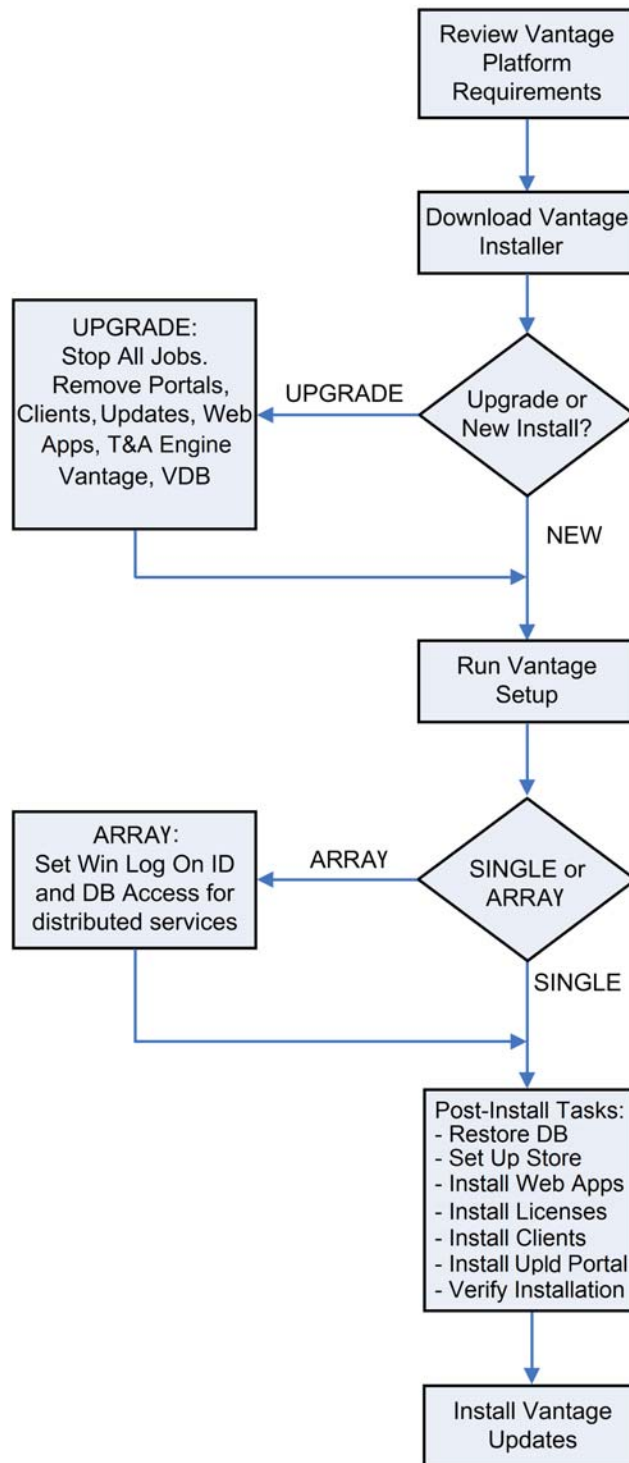 Review Vantage
Platform
Requirements
Download Vantage
Installer
Upgrade or
New Install?
UPGRADE
UPGRADE:
Stop All Jobs.
Remove Portals,
Clients, Updates, Web
Apps, T&A Engine
Vantage, VDB
NEW
Run Vantage
Setup
SINGLE or
ARRAY
ARRAY
ARRAY:
Set Win Log On ID
and DB Access for
distributed services
SINGLE
Post-Install Tasks:
- Restore DB
- Set Up Store
- Install Web Apps
- Install Licenses
- Install Clients
- Install Upld Portal
- Verify Installation
Install Vantage
Updates